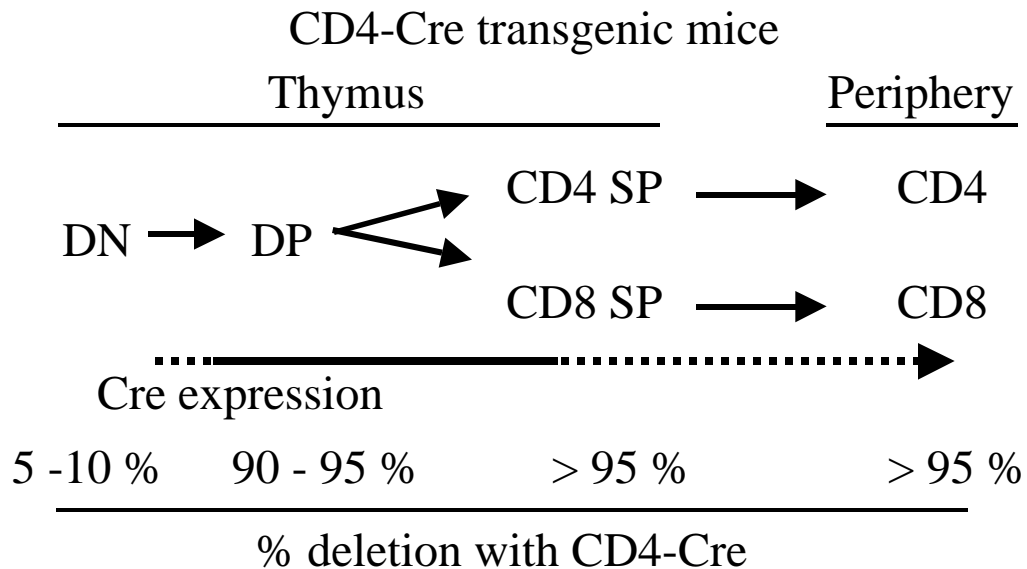 CD4-Cre transgenic mice
Thymus Periphery
CD4 SP CD4
DN DP
CD8 SP CD8
Cre expression
5 -10 % 90 - 95 % > 95 % > 95 %
% deletion with CD4-Cre